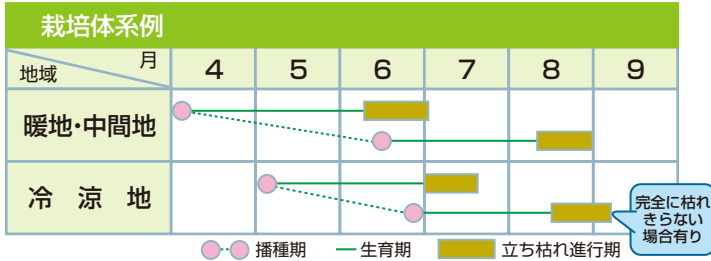 栽培体系例
月
地域
4 5 6 7 8 9
暖地・中間地
冷涼地
完全に枯れ
きらない
場合有り
播種期 生育期 立ち枯れ進行期